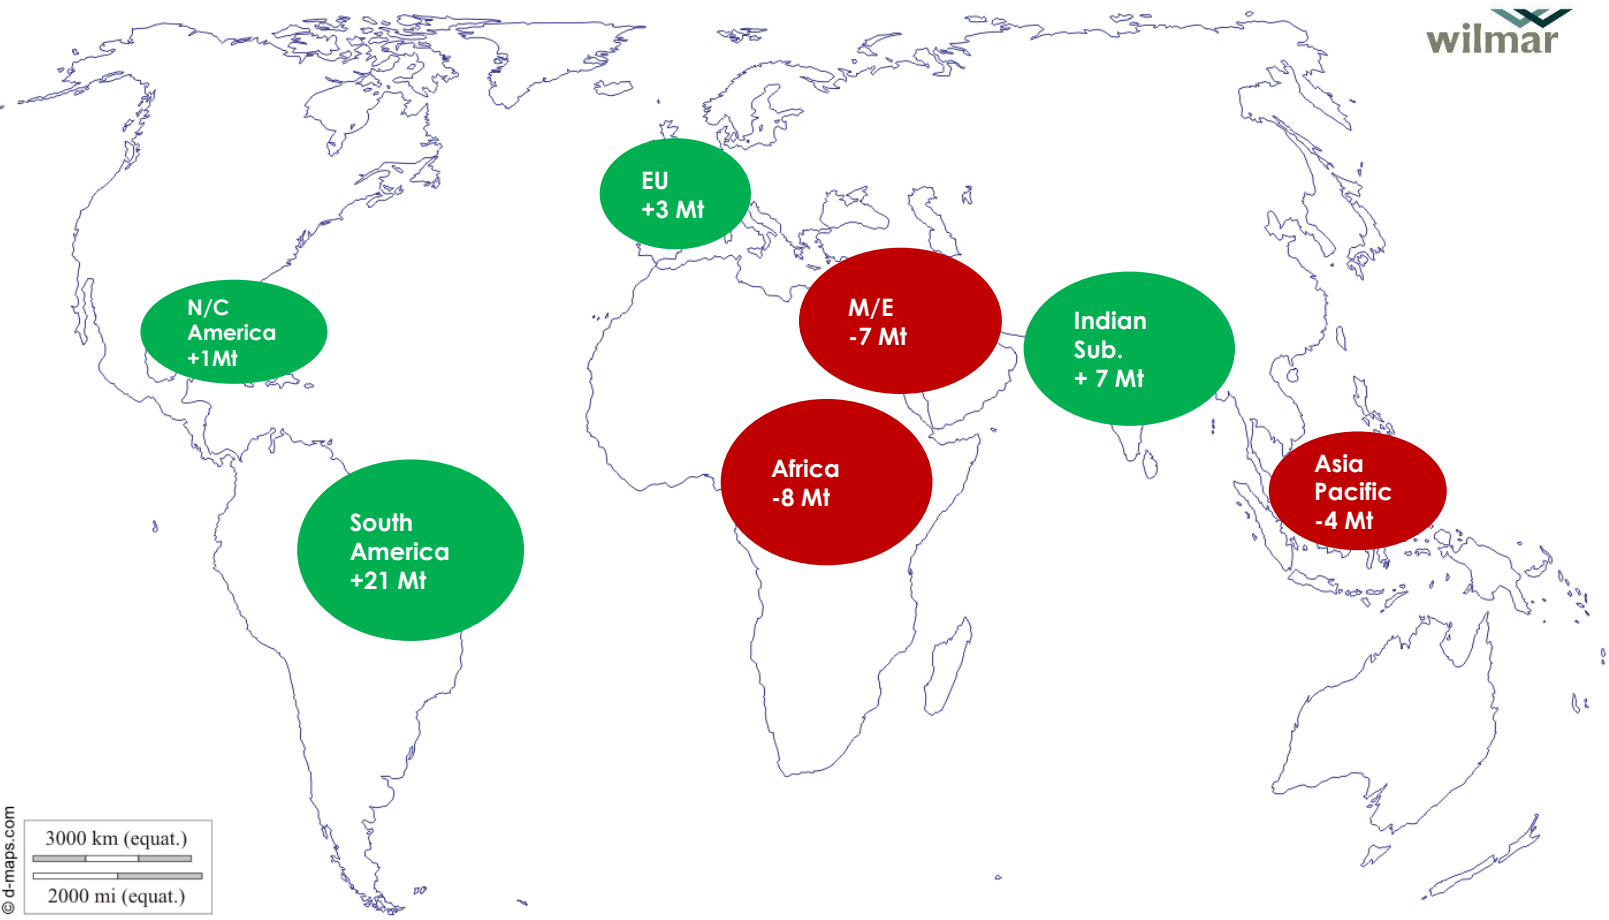 wilmar
EU
+3 Mt
N/C
America
+1Mt
M/E
-7 Mt
Indian
Sub.
+ 7 Mt
Africa
-8 Mt
Asia
Pacific
-4 Mt
South
America
+21 Mt
3000 km (equat.)
2000 mi (equat.)
© d-maps.com